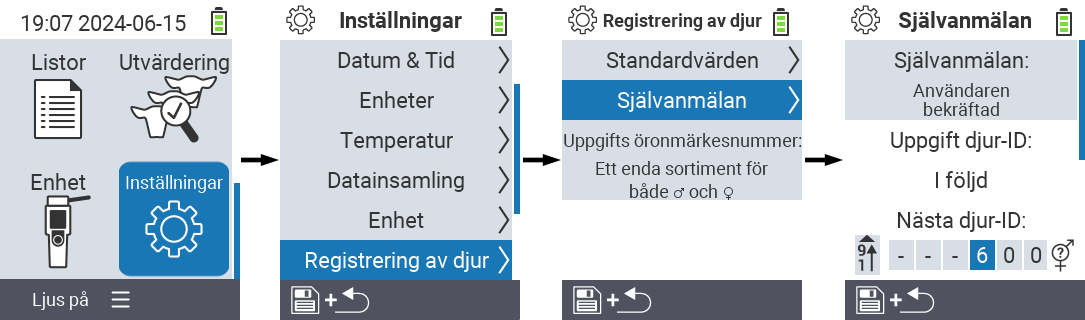 19:07 2024-06-15
Listor
Utvärdering
Enhet
Inställningar
Ljus på
Inställningar
Datum & Tid
Enheter
Temperatur
Datainsamling
Enhet
Registrering av djur
+
Registrering av djur
Standardvärden
Självanmälan
Uppgifts öronmärkesnummer:
Ett enda sortiment för
både ♂ och ♀
+
Självanmälan
Självanmälan:
Användaren
bekräftad
Uppgift djur-ID:
I följd
Nästa djur-ID:
9
1
- - - 6 0 0
?
+